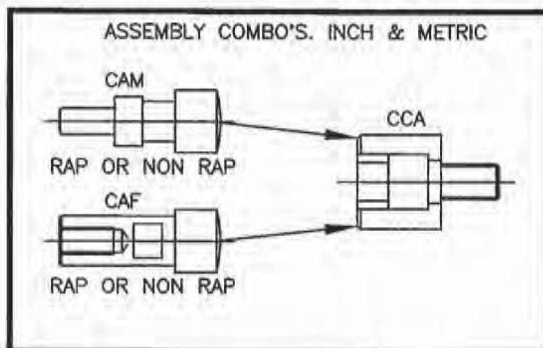 ASSEMBLY COMBO'S. INCH & METRIC
CAM
RAP OR NON RAP
CAF
RAP OR NON RAP
CCA